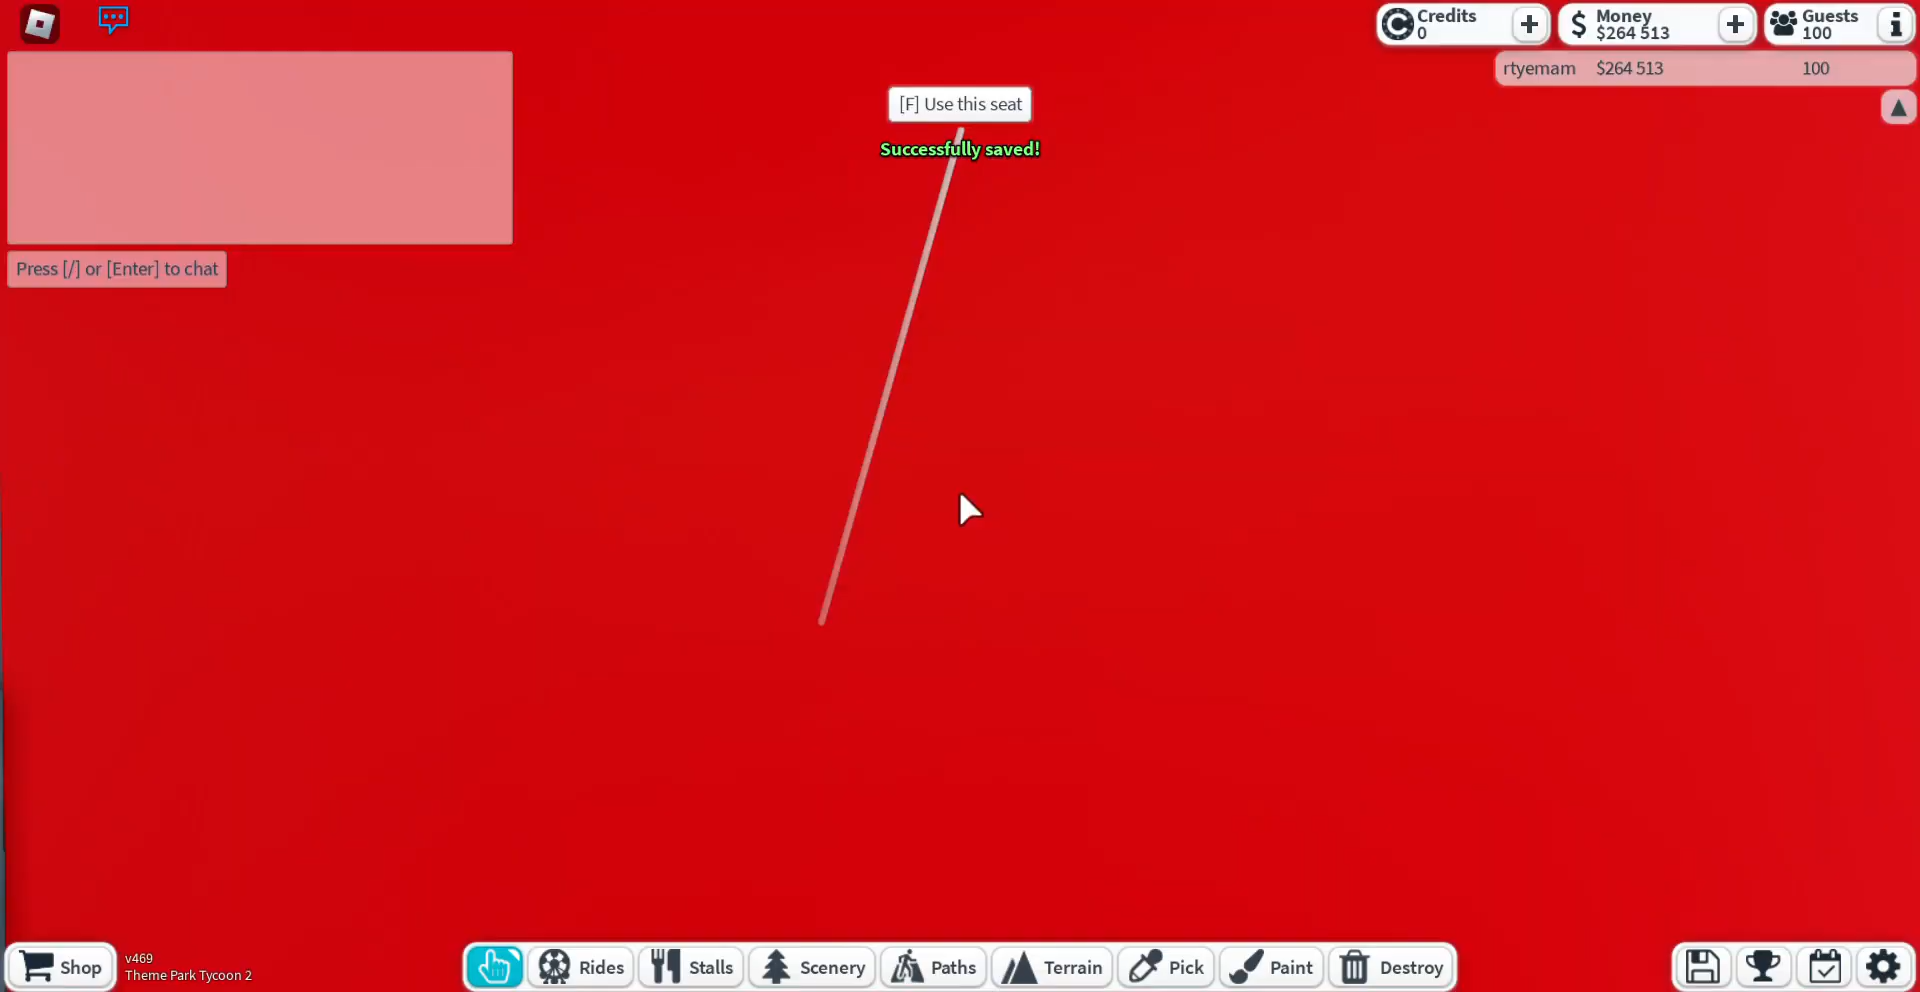 Credits
0
Money
$264 513
Guests
100
rtyemam $264 513 100
[F] Use this seat
Successfully saved!
Press [/] or [Enter] to chat
Shop
v469
Theme Park Tycoon 2
Rides
Stalls
Scenery
Paths
Terrain
Pick
Paint
Destroy